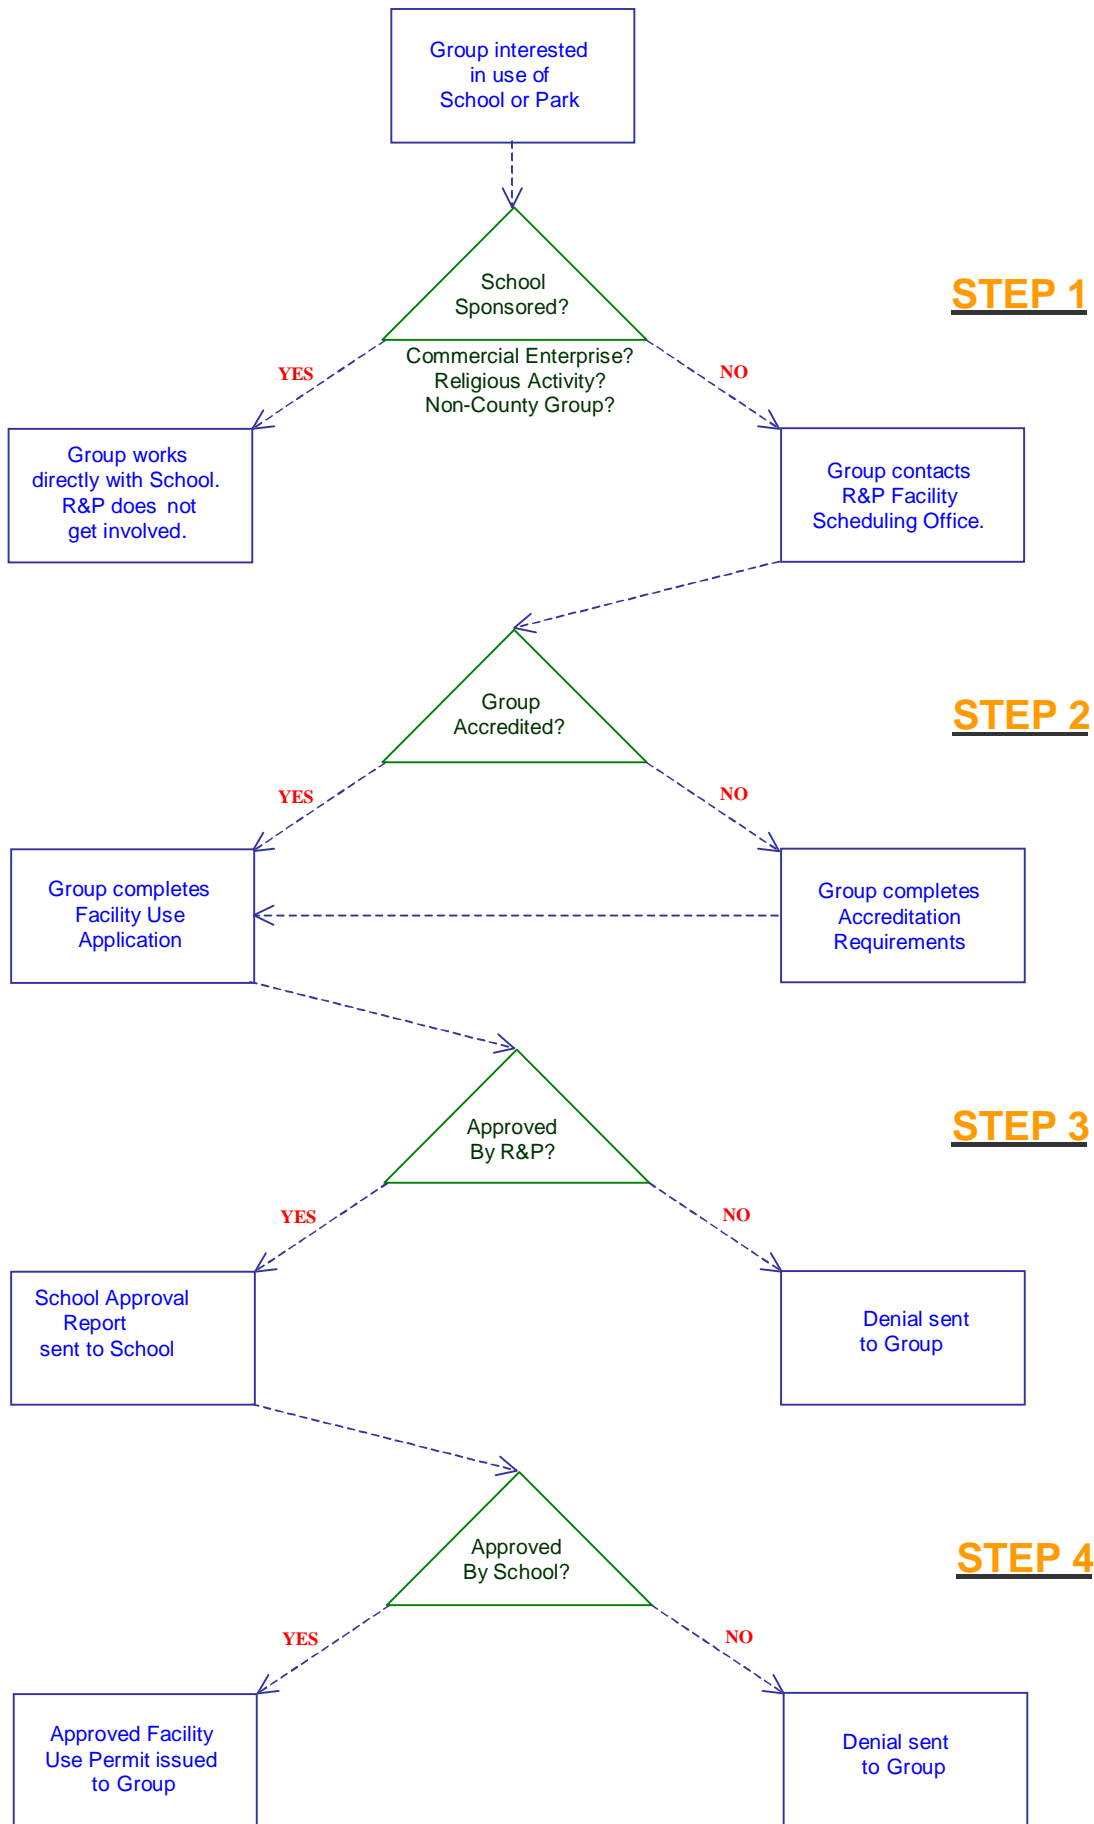 Group interested
in use of
School or Park
School
Sponsored?
STEP 1
Commercial Enterprise?
Religious Activity?
Non-County Group?
YES
NO
Group works
directly with School.
R&P does not
get involved.
Group contacts
R&P Facility
Scheduling Office.
Group
Accredited?
STEP 2
YES
NO
Group completes
Facility Use
Application
Group completes
Accreditation
Requirements
Approved
By R&P?
STEP 3
YES
NO
School Approval
Report
sent to School
Denial sent
to Group
Approved
By School?
STEP 4
YES
NO
Approved Facility
Use Permit issued
to Group
Denial sent
to Group